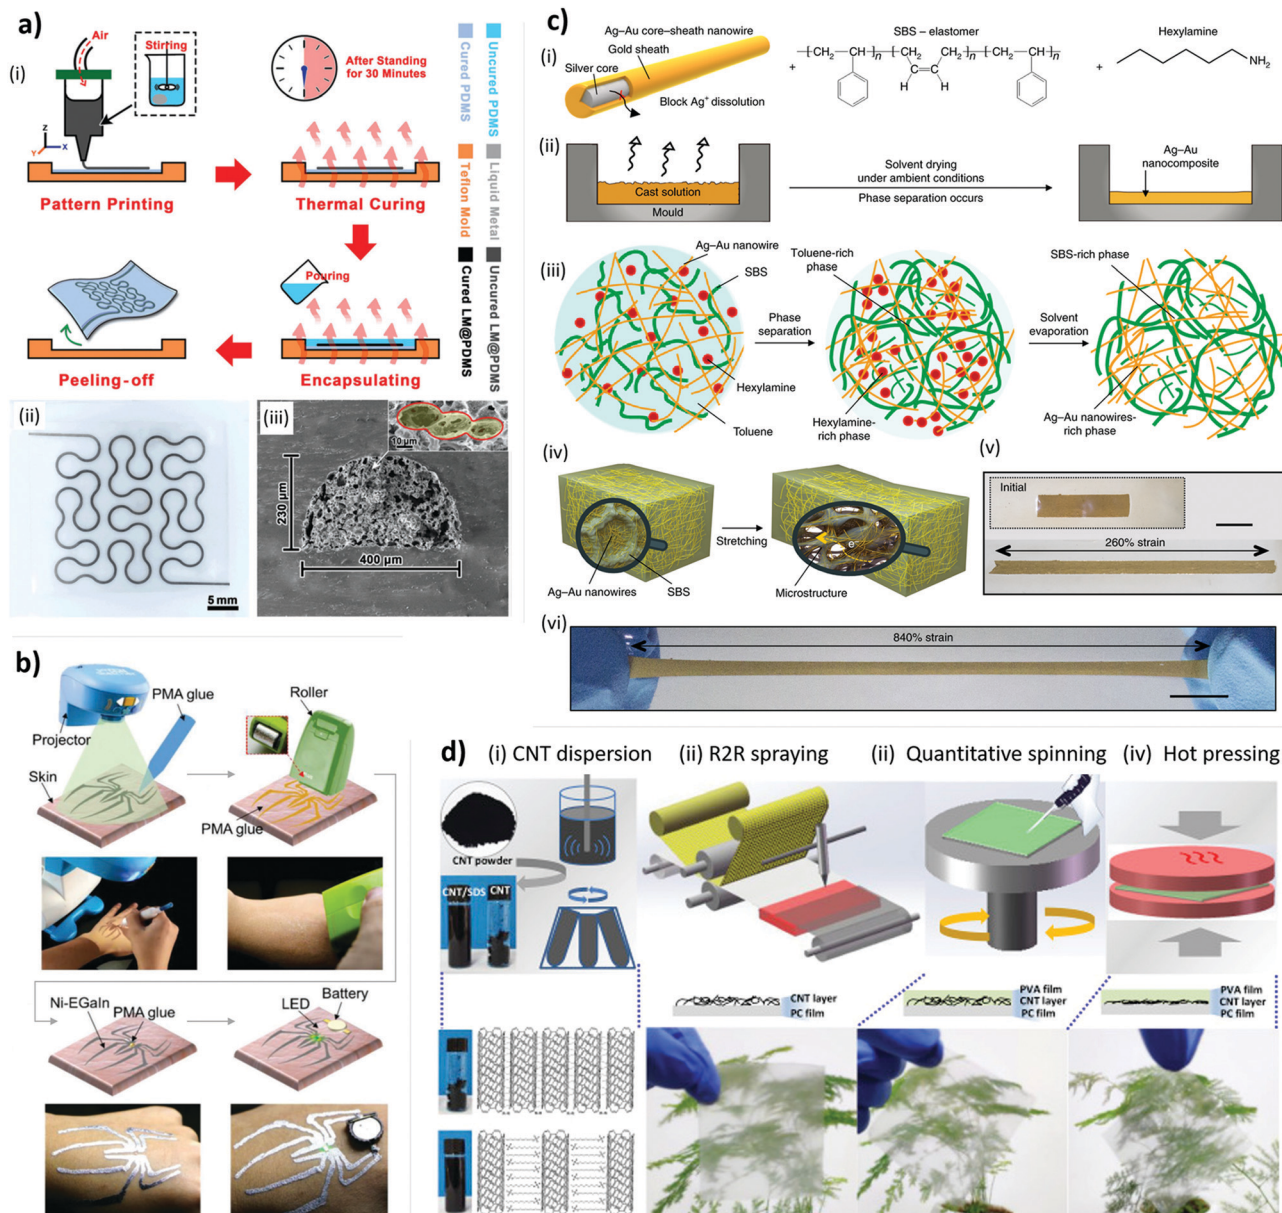 a)
(i)
Air
Stirring
Z
Y
X
Pattern Printing
After Standing
for 30 Minutes
Thermal Curing
Pouring
Peeling-off
Encapsulating
Cured PDMS
Uncured PDMS
Teflon Mold
Liquid Metal
Cured LM@PDMS
Uncured LM@PDMS
(ii)
5 mm
(iii)
10 μm
230 μm
400 μm
b)
Projector
PMA glue
Skin
Roller
PMA glue
Ni-EGaIn
PMA glue
LED
Battery
c)
(i)
Ag–Au core–sheath nanowire
Gold sheath
Silver core
Block Ag⁺ dissolution
+
SBS – elastomer
CH₂
CH
n
CH₂
CH₂
n
CH₂
CH
n
C=C
H
H
+
Hexylamine
NH₂
(ii)
Cast solution
Mould
Solvent drying
under ambient conditions
Phase separation occurs
Ag–Au
nanocomposite
(iii)
Ag–Au nanowire
SBS
Hexylamine
Toluene
Phase
separation
Toluene-rich
phase
Hexylamine-
rich phase
Solvent
evaporation
SBS-rich phase
Ag–Au nanowires-
rich phase
(iv)
Ag–Au nanowires
SBS
Stretching
e⁻
Microstructure
(v)
Initial
260% strain
(vi)
840% strain
d)
(i) CNT dispersion
(ii) R2R spraying
(ii) Quantitative spinning
(iv) Hot pressing
CNT powder
CNT/SDS
CNT
CNT layer
PC film
PVA film
CNT layer
PC film
PVA film
CNT layer
PC film